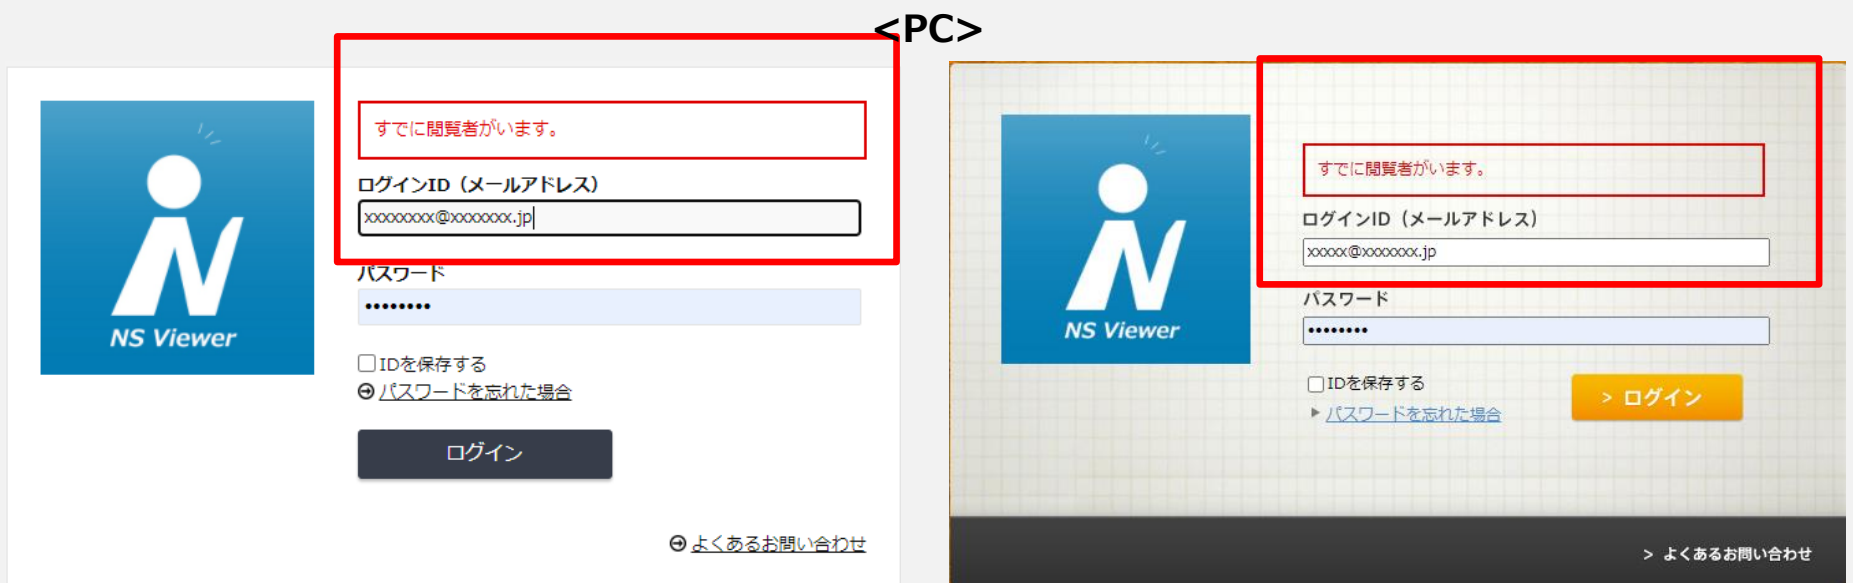 <PC>
すでに閲覧者がいます。
ログインID（メールアドレス）
xxxxxxxx@xxxxxxx.jp
パスワード
••••••••
NS Viewer
IDを保存する
パスワードを忘れた場合
ログイン
よくあるお問い合わせ
すでに閲覧者がいます。
ログインID（メールアドレス）
xxxxx@xxxxxxx.jp
パスワード
••••••••
NS Viewer
IDを保存する
パスワードを忘れた場合
> ログイン
> よくあるお問い合わせ